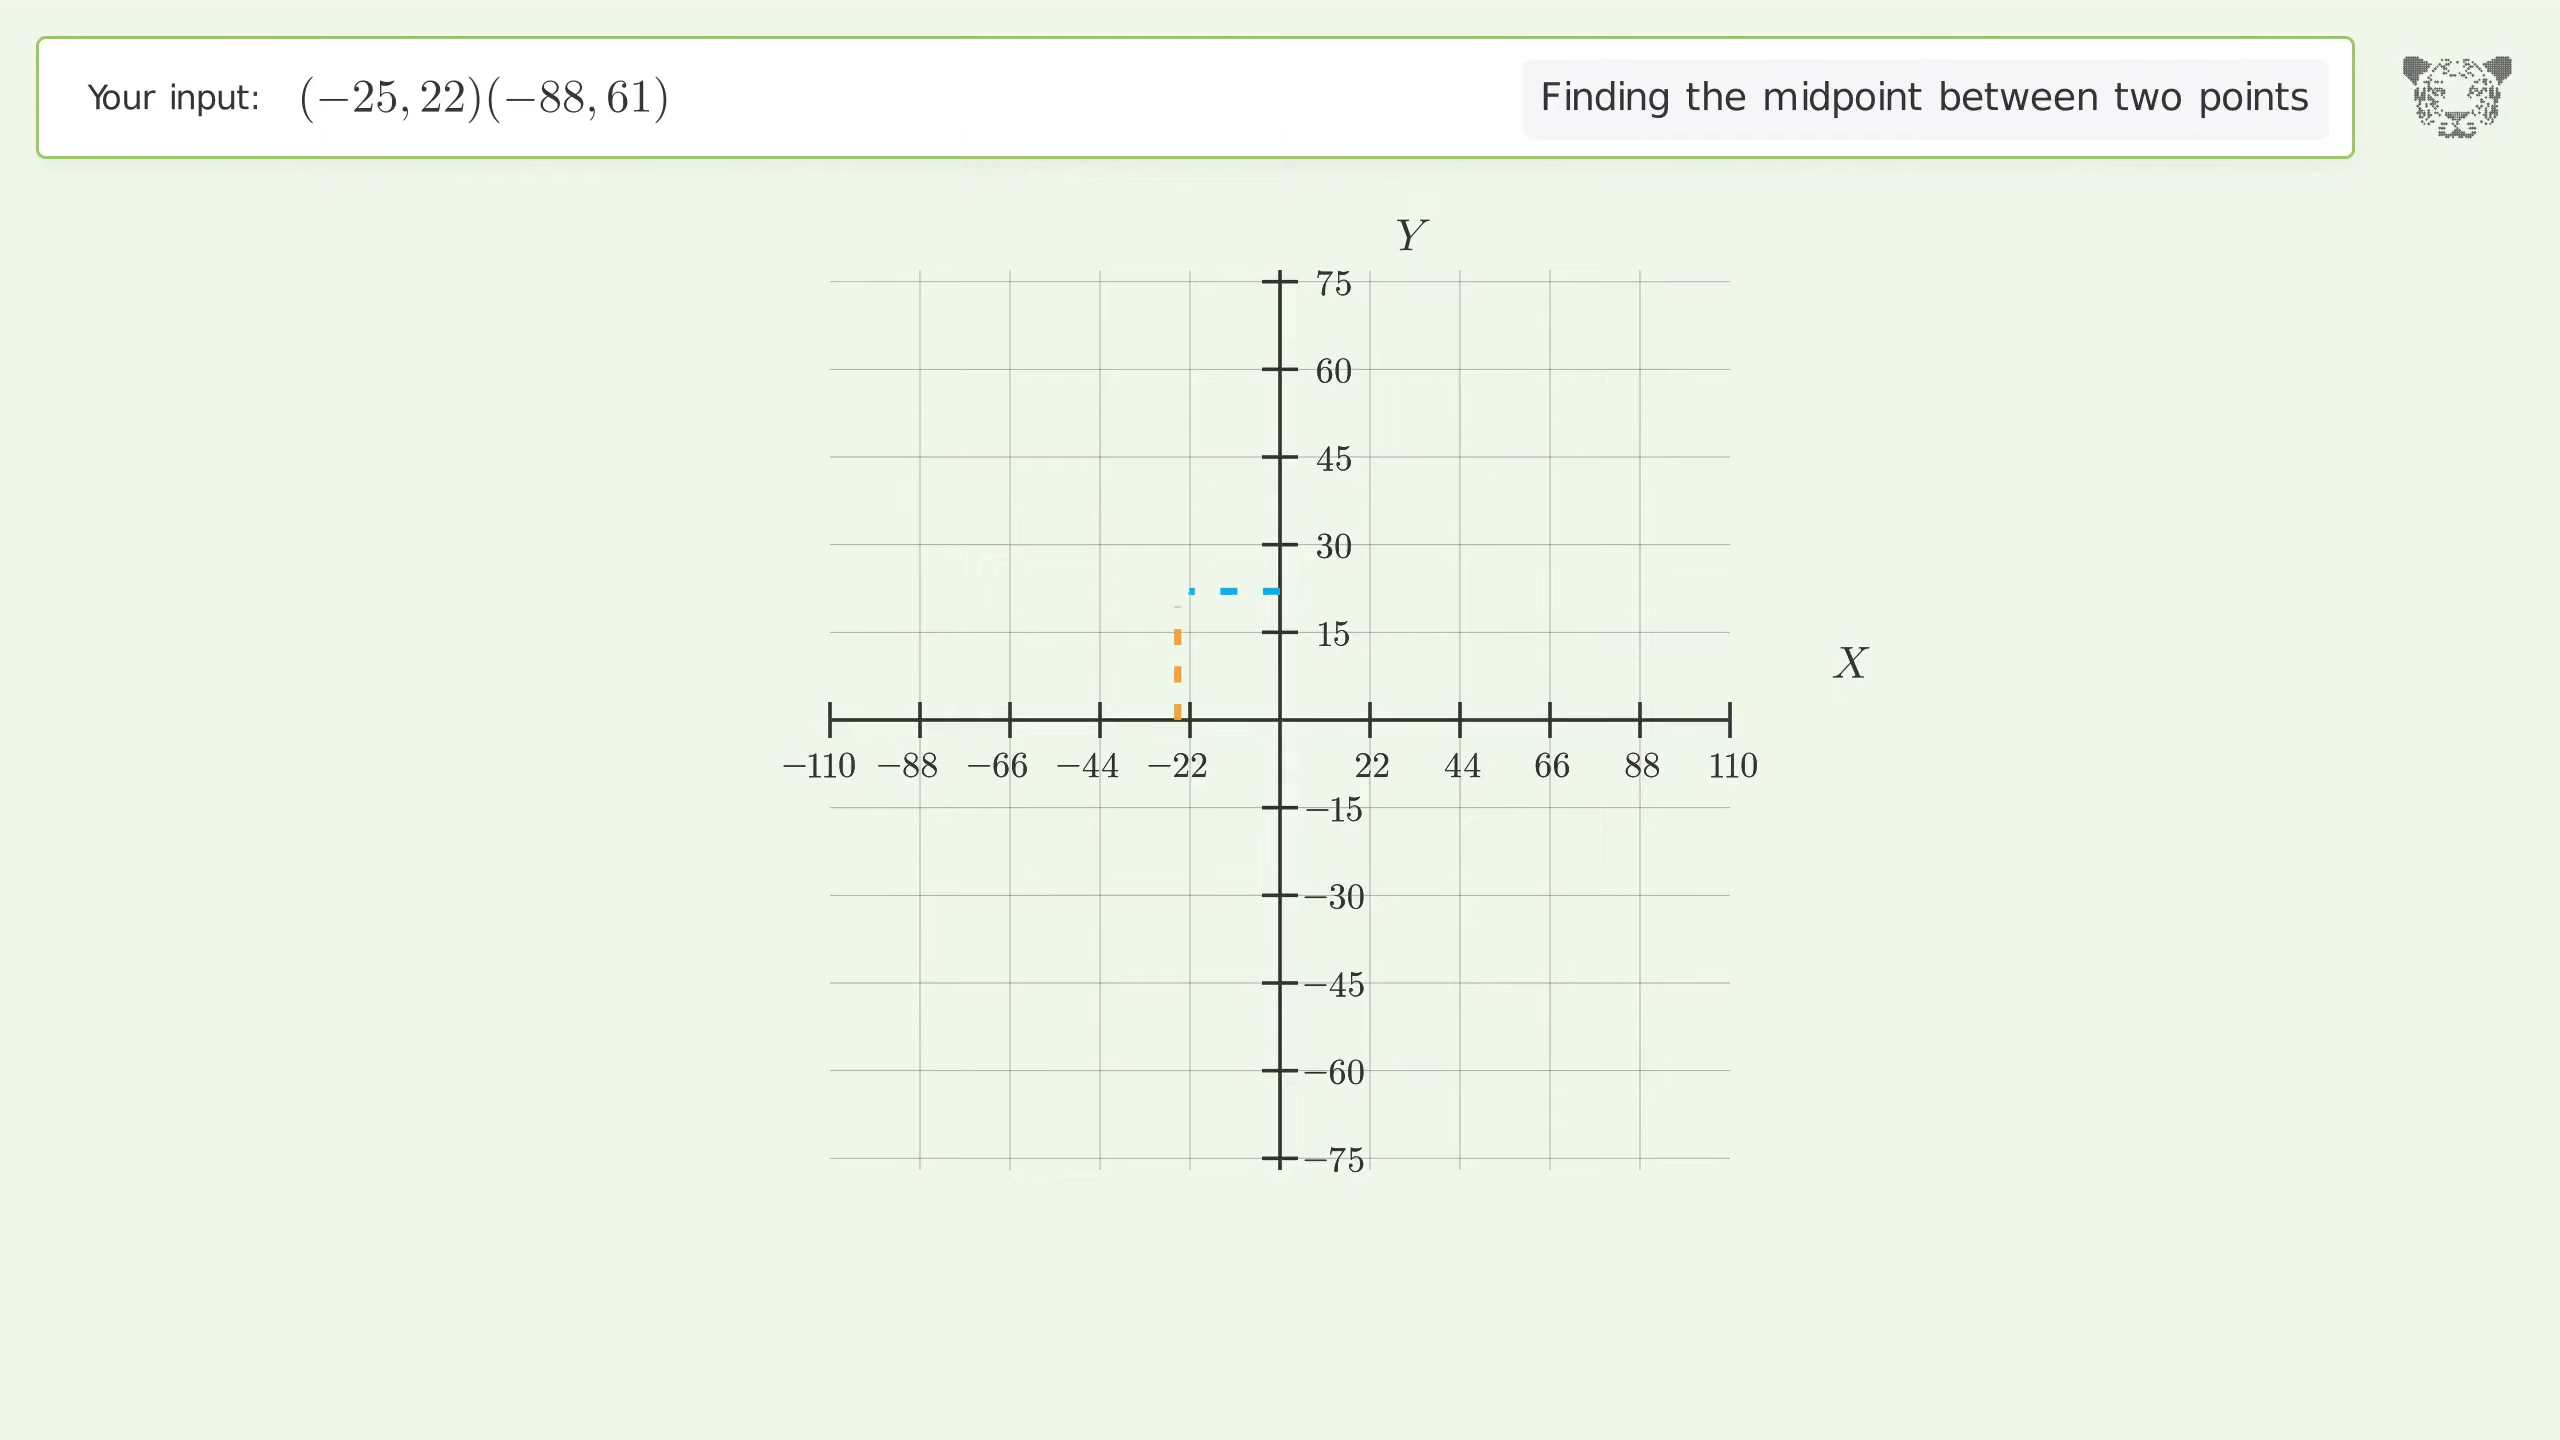 Your input: (−25, 22)(−88, 61)
Finding the midpoint between two points
Y
75
60
45
30
15
X
−110 −88 −66 −44 −22 22 44 66 88 110
−15
−30
−45
−60
−75